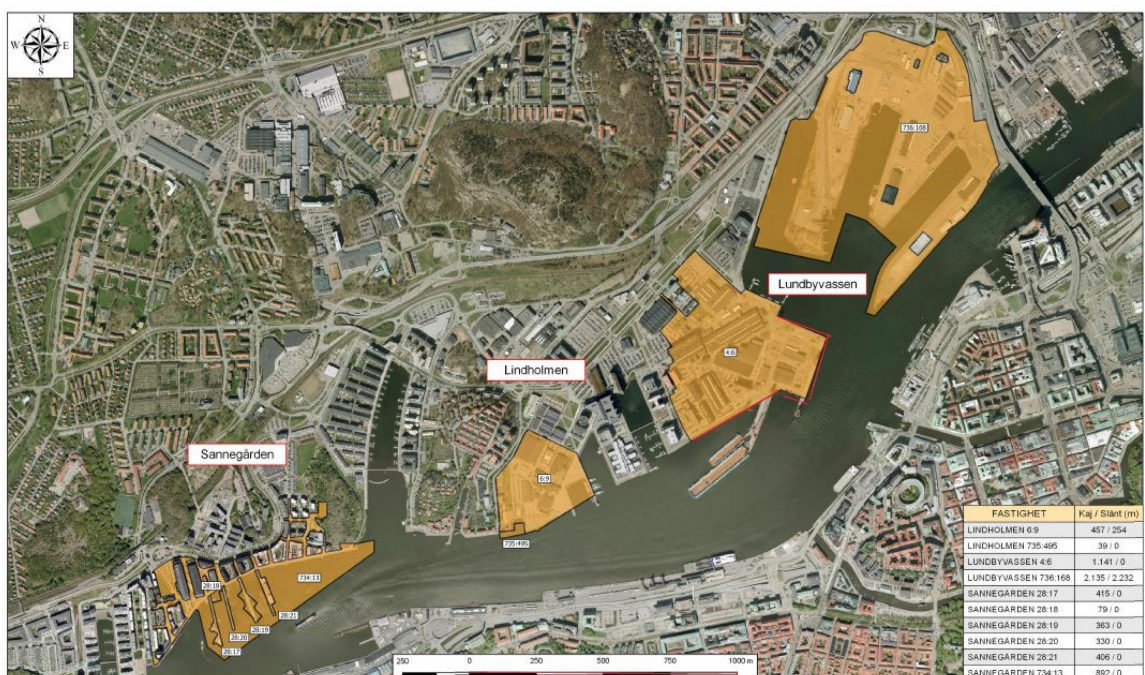 N
W E
S
736:168
Lundbyvassen
4:6
Lindholmen
Sannegården
6:9
735:495
28:18
734:13
28:21
28:19
28:20
28:17
FASTIGHET Kaj / Slänt (m)
LINDHOLMEN 6:9 457 / 254
LINDHOLMEN 735:495 39 / 0
LUNDBYVASSEN 4:6 1.141 / 0
LUNDBYVASSEN 736:168 2.135 / 2.232
SANNEGÅRDEN 28:17 415 / 0
SANNEGÅRDEN 28:18 79 / 0
SANNEGÅRDEN 28:19 363 / 0
SANNEGÅRDEN 28:20 330 / 0
SANNEGÅRDEN 28:21 406 / 0
SANNEGÅRDEN 734:13 892 / 0
250 0 250 500 750 1000 m